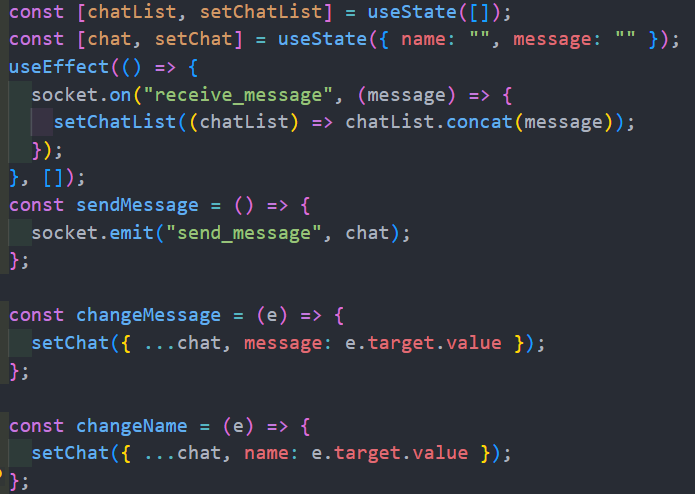 const [chatList, setChatList] = useState([]);
const [chat, setChat] = useState({ name: "", message: "" });
useEffect(() => {
  socket.on("receive_message", (message) => {
    setChatList((chatList) => chatList.concat(message));
  });
}, []);
const sendMessage = () => {
  socket.emit("send_message", chat);
};

const changeMessage = (e) => {
  setChat({ ...chat, message: e.target.value });
};

const changeName = (e) => {
  setChat({ ...chat, name: e.target.value });
};